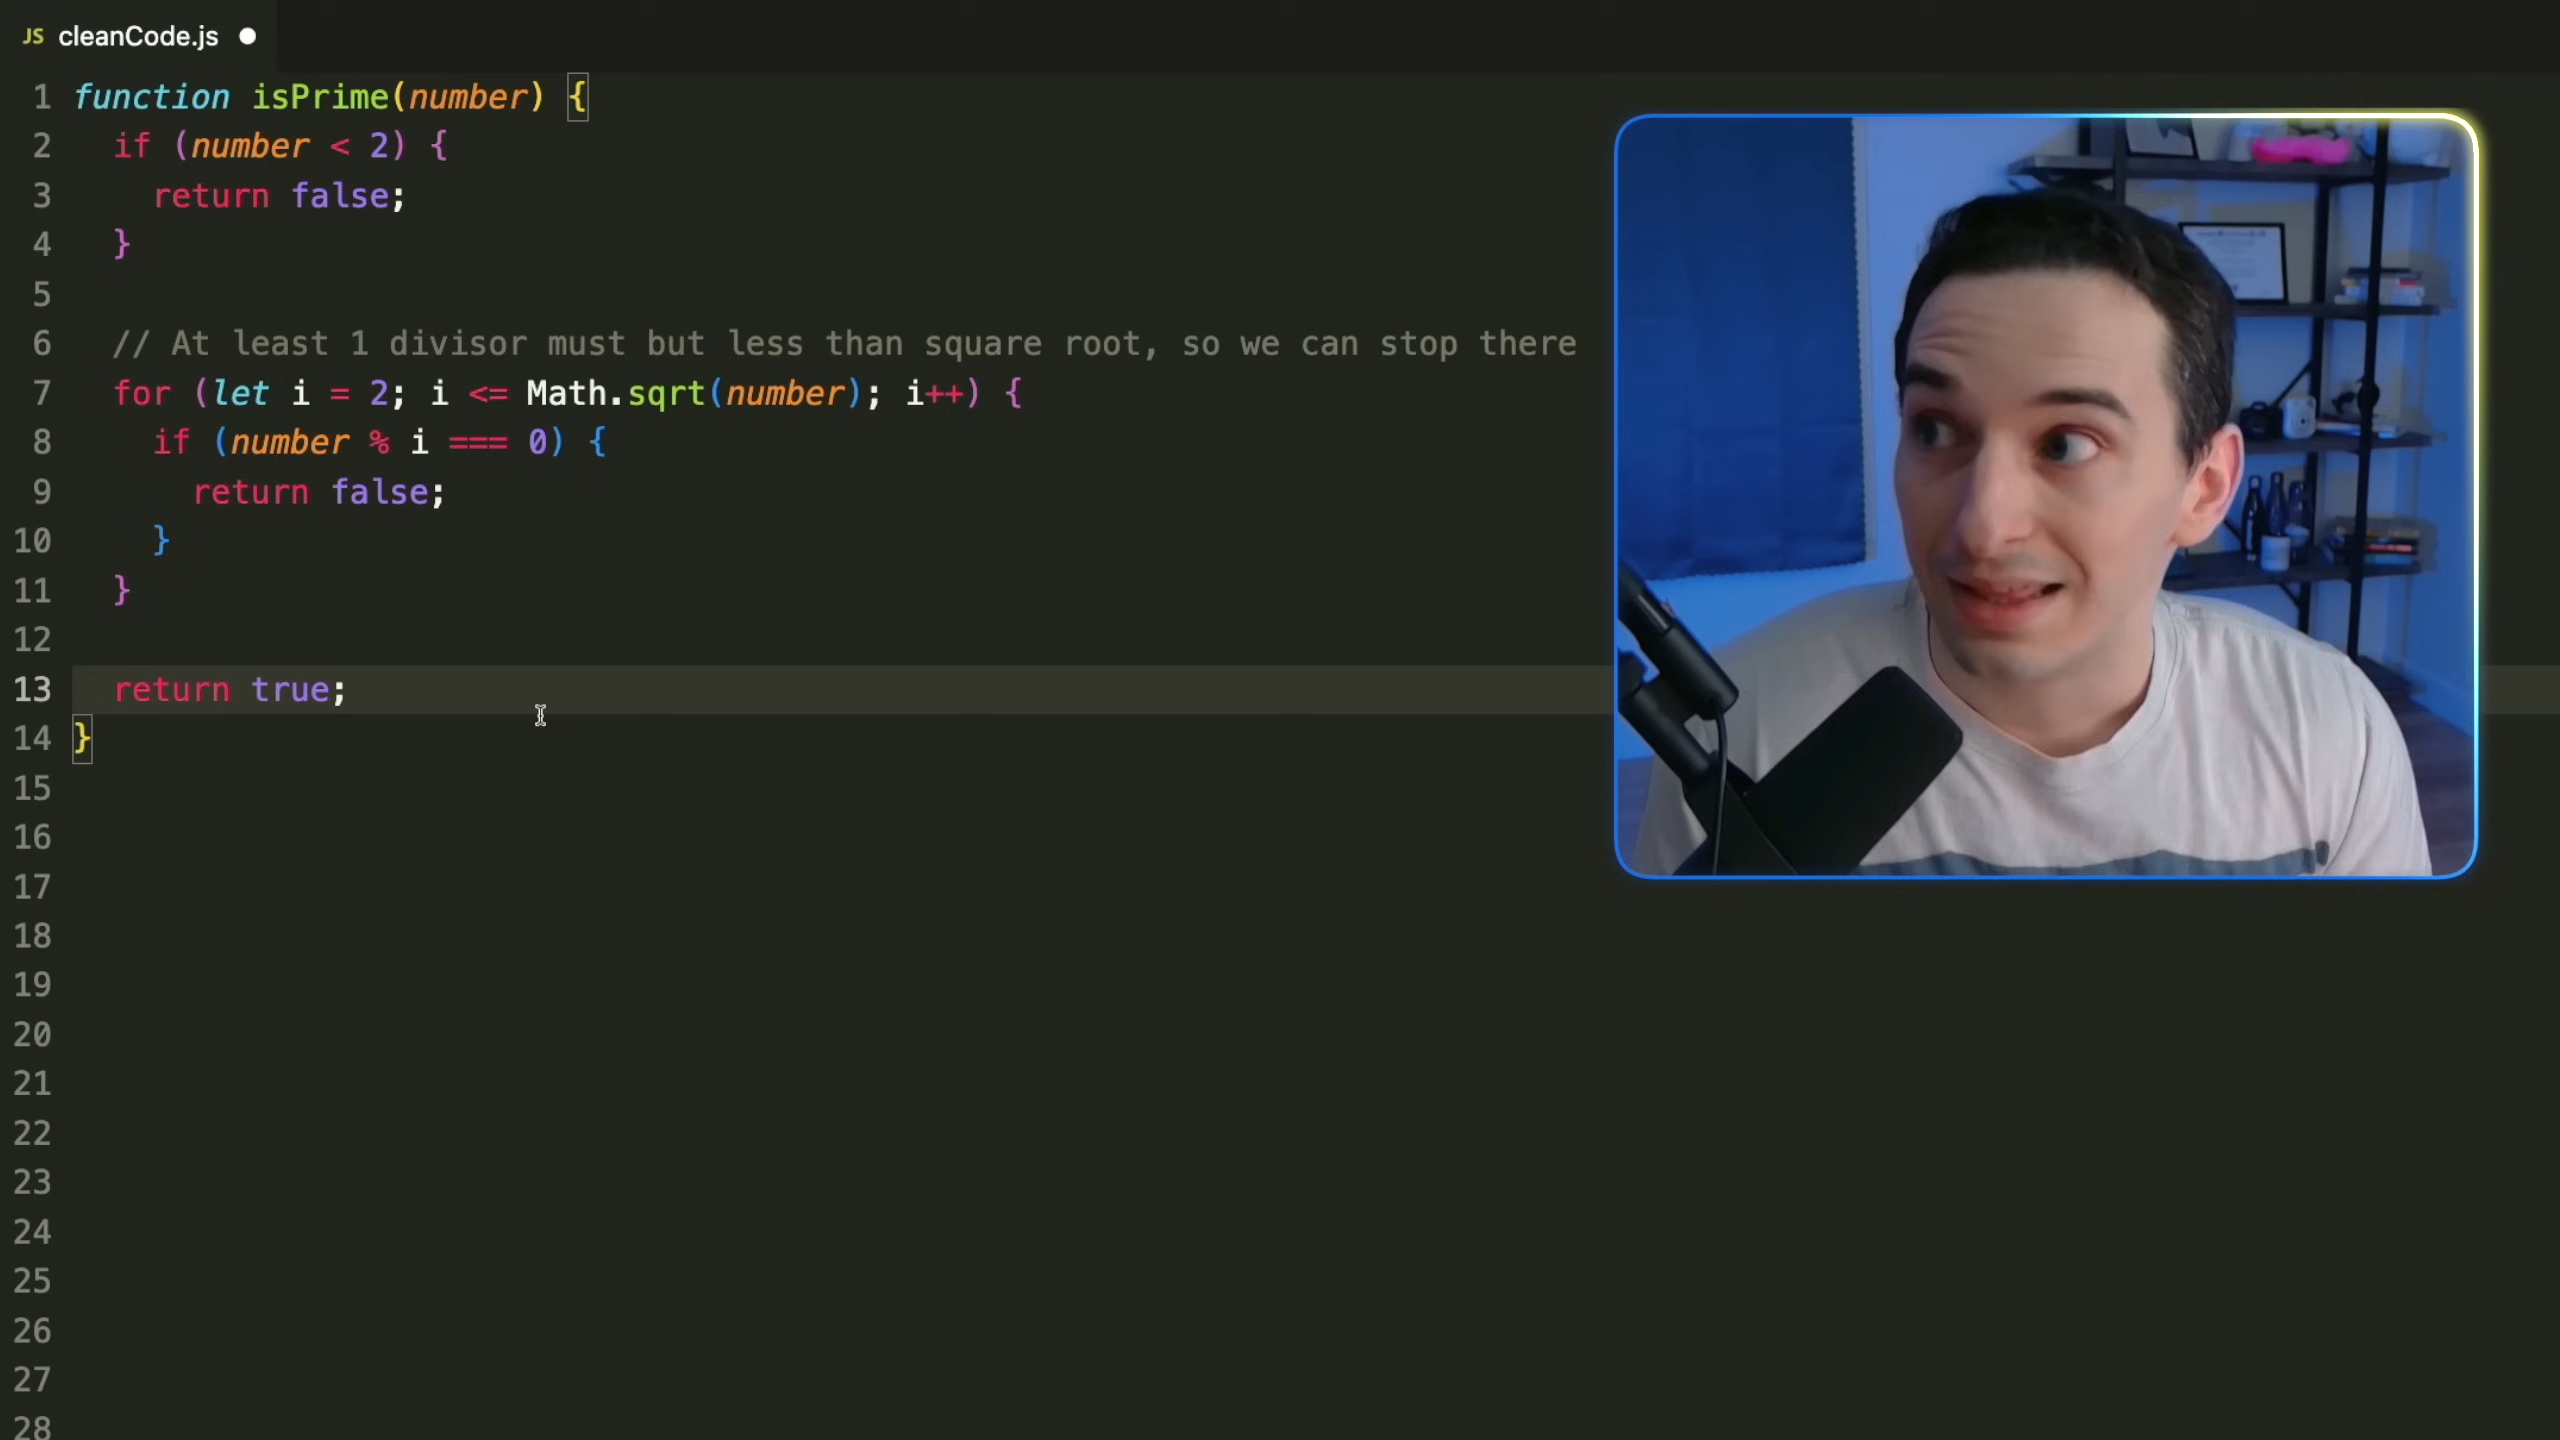 JS cleanCode.js
1 function isPrime(number) {
2 if (number < 2) {
3 return false;
4 }
5
6 // At least 1 divisor must but less than square root, so we can stop there
7 for (let i = 2; i <= Math.sqrt(number); i++) {
8 if (number % i === 0) {
9 return false;
10 }
11 }
12
13 return true;
14 }
15
16
17
18
19
20
21
22
23
24
25
26
27
28